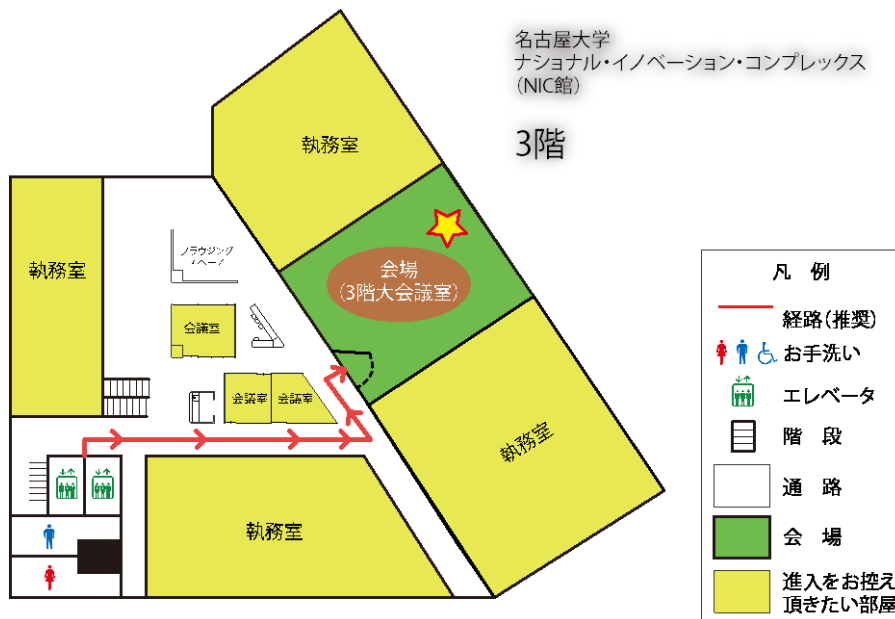 名古屋大学
ナショナル・イノベーション・コンプレックス
(NIC館)
3階
執務室
執務室
会場
(3階大会議室)
会議室
会議室
会議室
執務室
執務室
凡 例
経路(推奨)
お手洗い
エレベータ
階 段
通 路
会 場
進入をお控え
頂きたい部屋